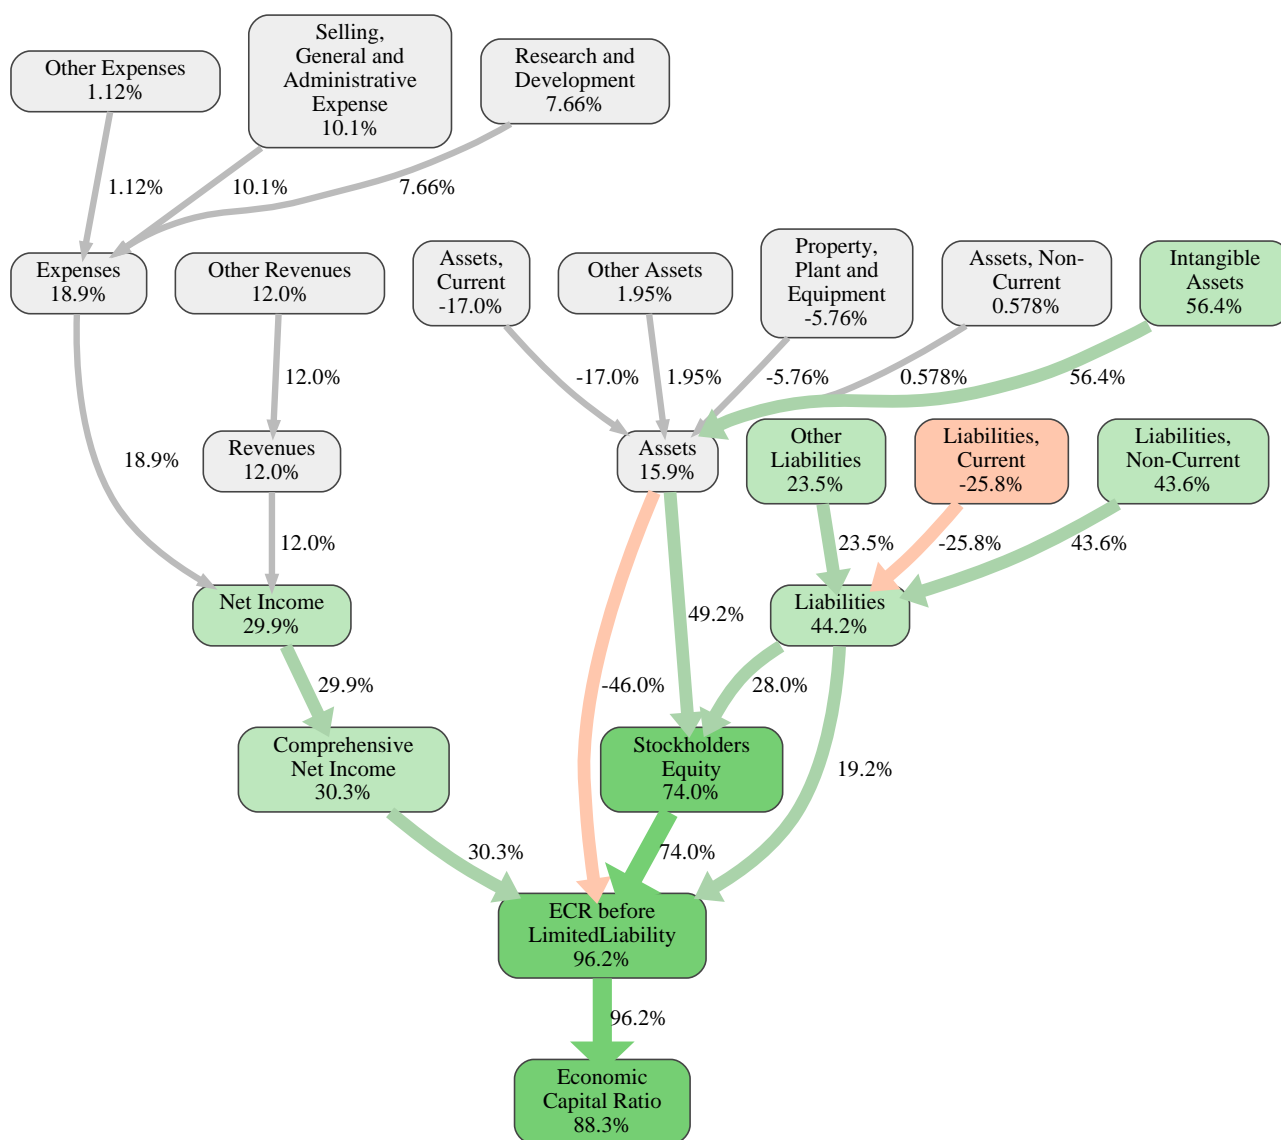 Other Expenses
1.12%
Selling,
General and
Administrative
Expense
10.1%
Research and
Development
7.66%
1.12%
10.1%
7.66%
Expenses
18.9%
Other Revenues
12.0%
Assets,
Current
-17.0%
Other Assets
1.95%
Property,
Plant and
Equipment
-5.76%
Assets, Non-
Current
0.578%
Intangible
Assets
56.4%
12.0%
-17.0%
1.95%
-5.76%
0.578%
56.4%
18.9%
Revenues
12.0%
Assets
15.9%
Other
Liabilities
23.5%
Liabilities,
Current
-25.8%
Liabilities,
Non-Current
43.6%
12.0%
23.5%
-25.8%
43.6%
Net Income
29.9%
49.2%
Liabilities
44.2%
29.9%
-46.0%
28.0%
Comprehensive
Net Income
30.3%
Stockholders
Equity
74.0%
19.2%
30.3%
74.0%
ECR before
LimitedLiability
96.2%
96.2%
Economic
Capital Ratio
88.3%